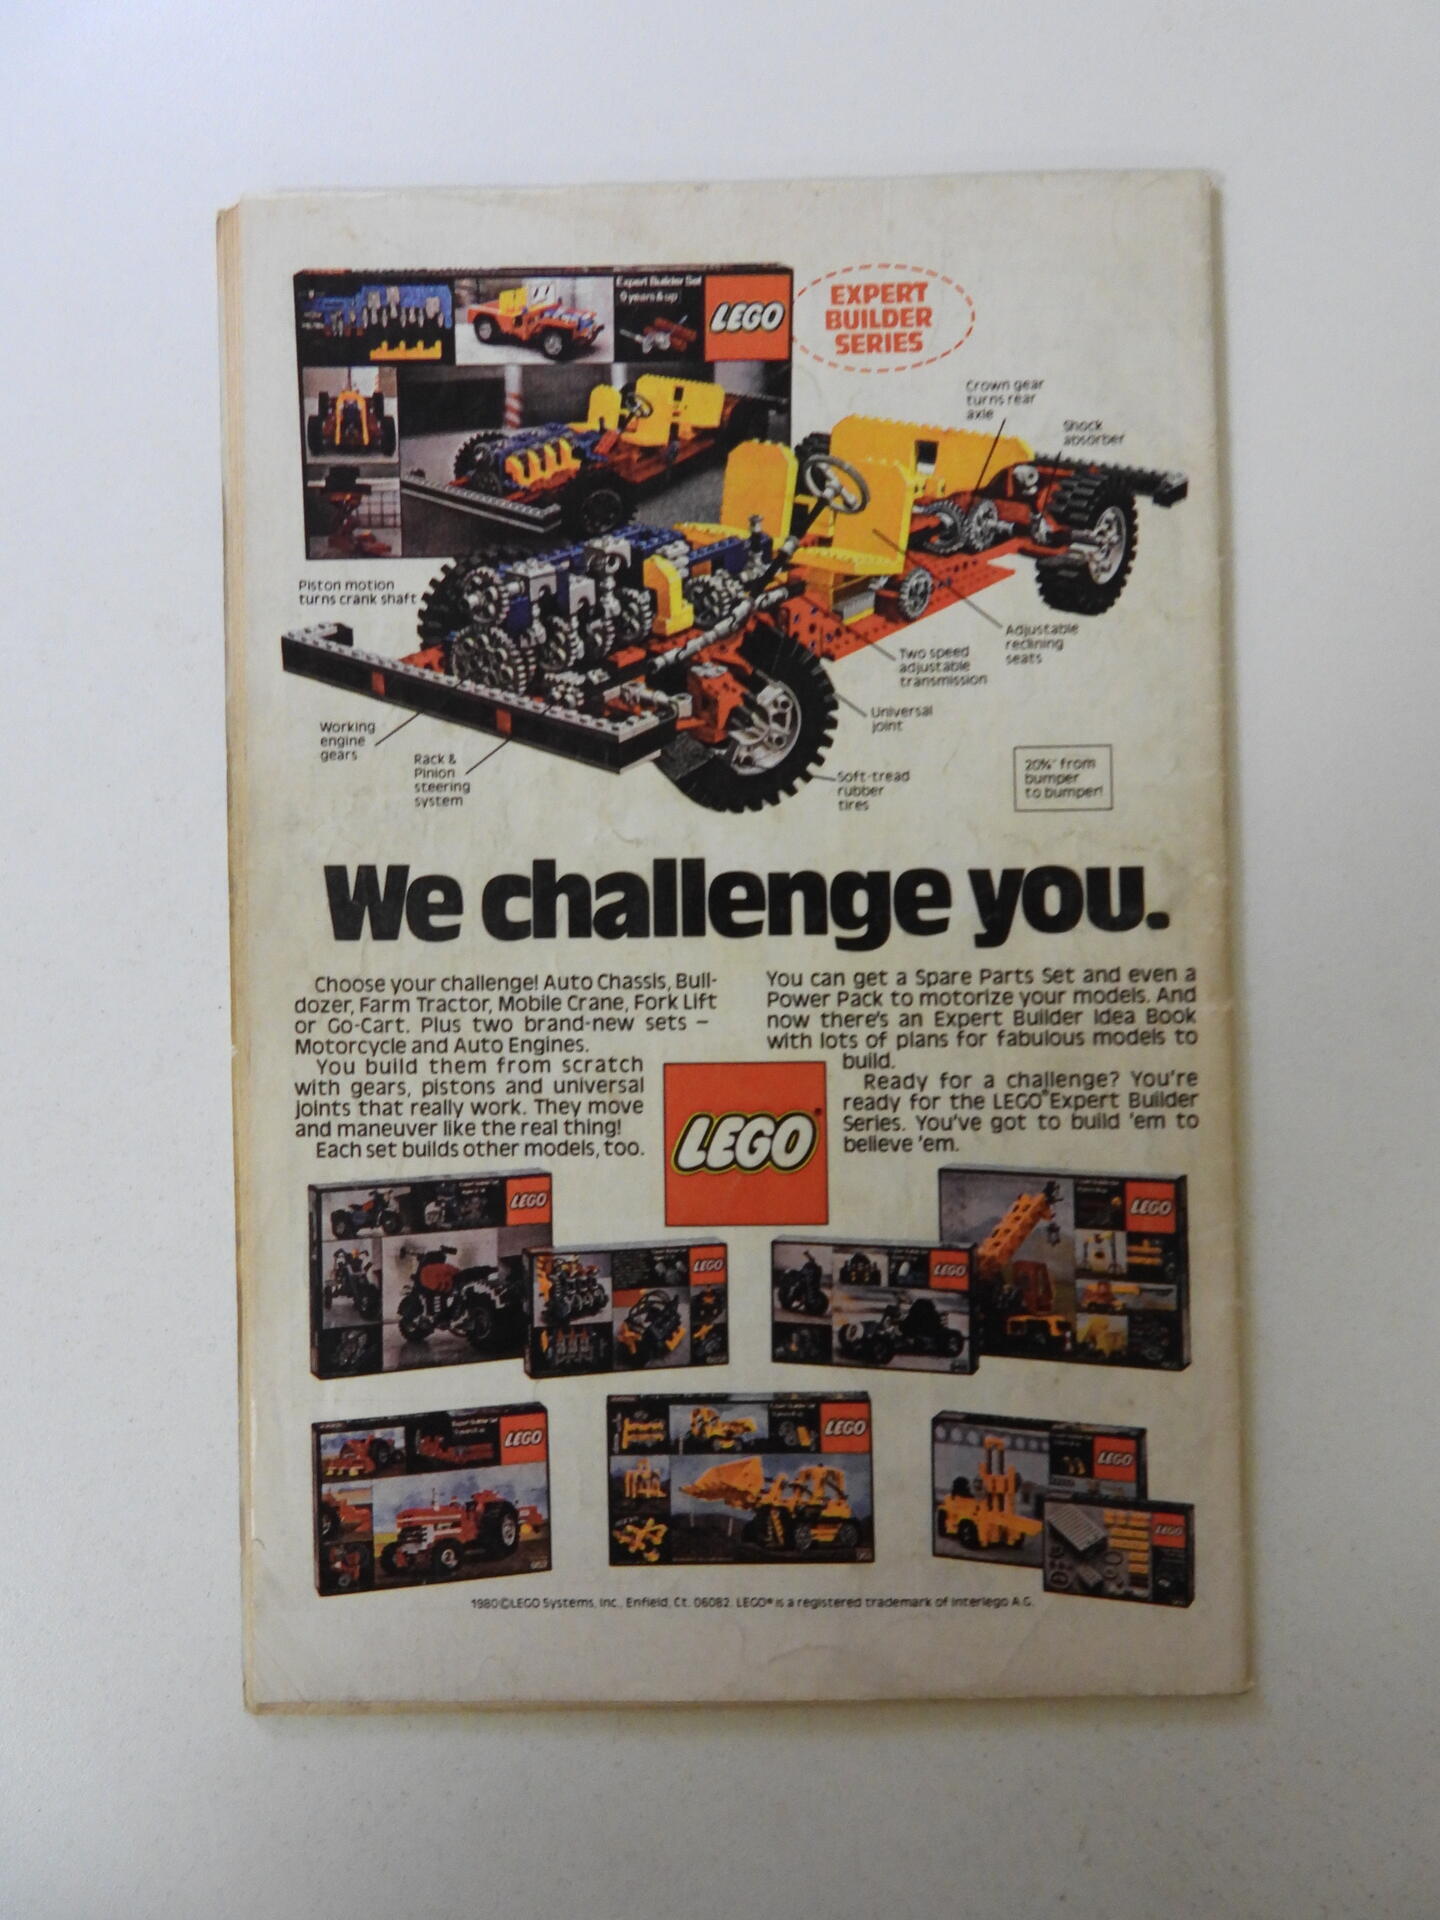 Expert Builder Set
9 years & up
LEGO
EXPERT
BUILDER
SERIES
Crown gear
turns rear
axle
Shock
absorber
Piston motion
turns crank shaft
Adjustable
reclining
seats
Two speed
adjustable
transmission
Universal
joint
Working
engine
gears
Rack &
Pinion
steering
system
Soft-tread
rubber
tires
from
bumper
to bumper!
We challenge you.
Choose your challenge! Auto Chassis, Bull-
dozer, Farm Tractor, Mobile Crane, Fork Lift
or Go-Cart. Plus two brand-new sets –
Motorcycle and Auto Engines.
You build them from scratch
with gears, pistons and universal
joints that really work. They move
and maneuver like the real thing!
Each set builds other models, too.
You can get a Spare Parts Set and even a
Power Pack to motorize your models. And
now there's an Expert Builder Idea Book
with lots of plans for fabulous models to
build.
Ready for a challenge? You're
ready for the LEGO® Expert Builder
Series. You've got to build 'em to
believe 'em.
LEGO®
LEGO
LEGO
LEGO
LEGO
LEGO
LEGO
LEGO
LEGO
1980©LEGO Systems, Inc., Enfield, Ct. 06082. LEGO® is a registered trademark of Interlego A.G.